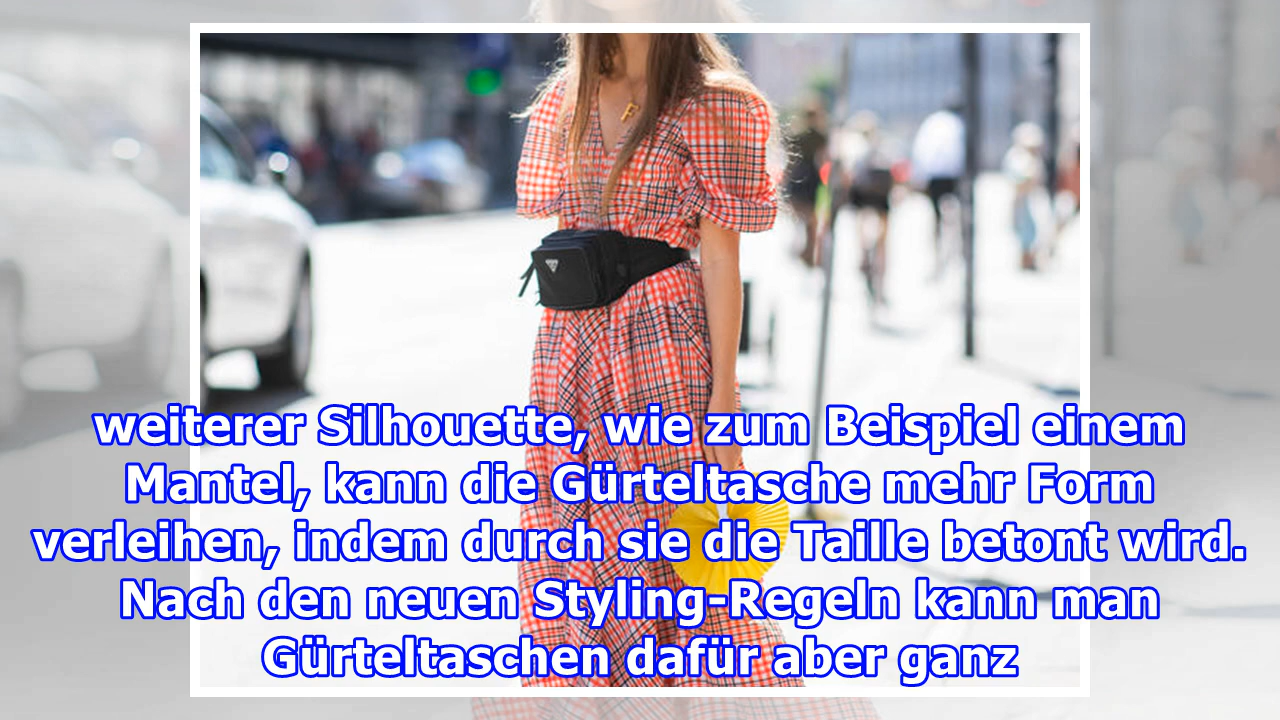 weiterer Silhouette, wie zum Beispiel einem
Mantel, kann die Gürteltasche mehr Form
verleihen, indem durch sie die Taille betont wird.
Nach den neuen Styling-Regeln kann man
Gürteltaschen dafür aber ganz